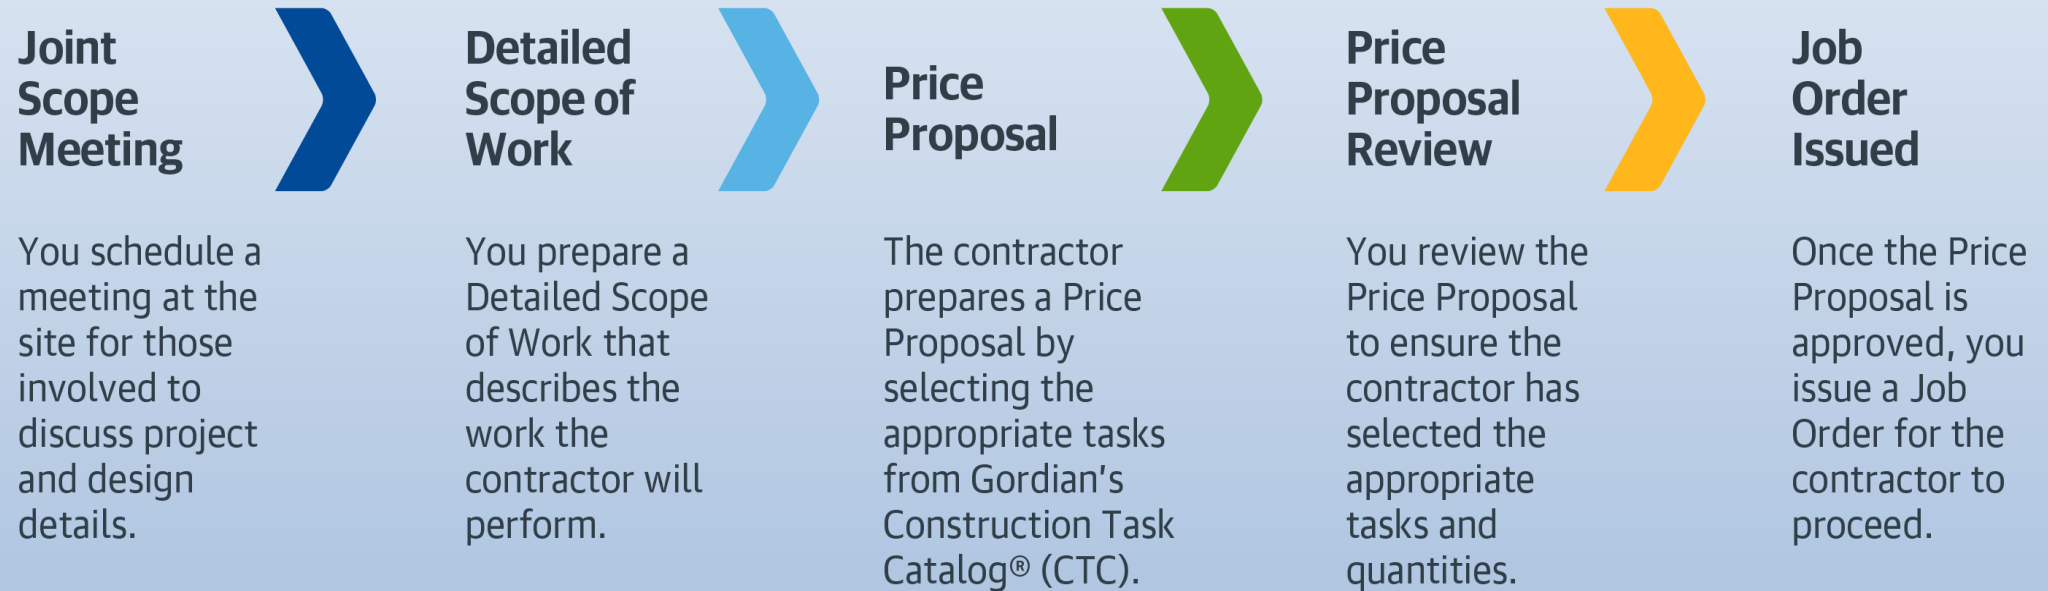 Joint
Scope
Meeting
You schedule a
meeting at the
site for those
involved to
discuss project
and design
details.
Detailed
Scope of
Work
You prepare a
Detailed Scope
of Work that
describes the
work the
contractor will
perform.
Price
Proposal
The contractor
prepares a Price
Proposal by
selecting the
appropriate tasks
from Gordian's
Construction Task
Catalog® (CTC).
Price
Proposal
Review
You review the
Price Proposal
to ensure the
contractor has
selected the
appropriate
tasks and
quantities.
Job
Order
Issued
Once the Price
Proposal is
approved, you
issue a Job
Order for the
contractor to
proceed.